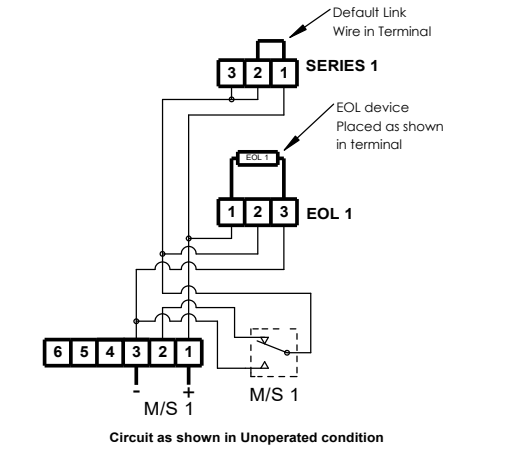 Default Link
Wire in Terminal
3 2 1 SERIES 1
EOL device
Placed as shown
in terminal
EOL 1
1 2 3 EOL 1
6 5 4 3 2 1
- +
M/S 1
M/S 1
Circuit as shown in Unoperated condition